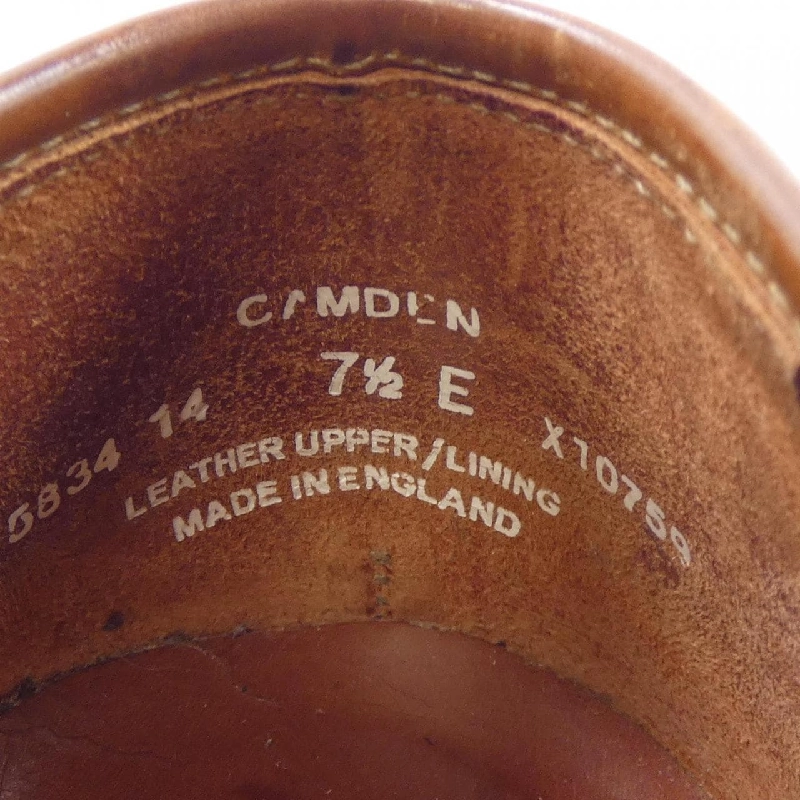 CAMDEN
7½ E
5834 14
X10759
LEATHER UPPER/LINING
MADE IN ENGLAND